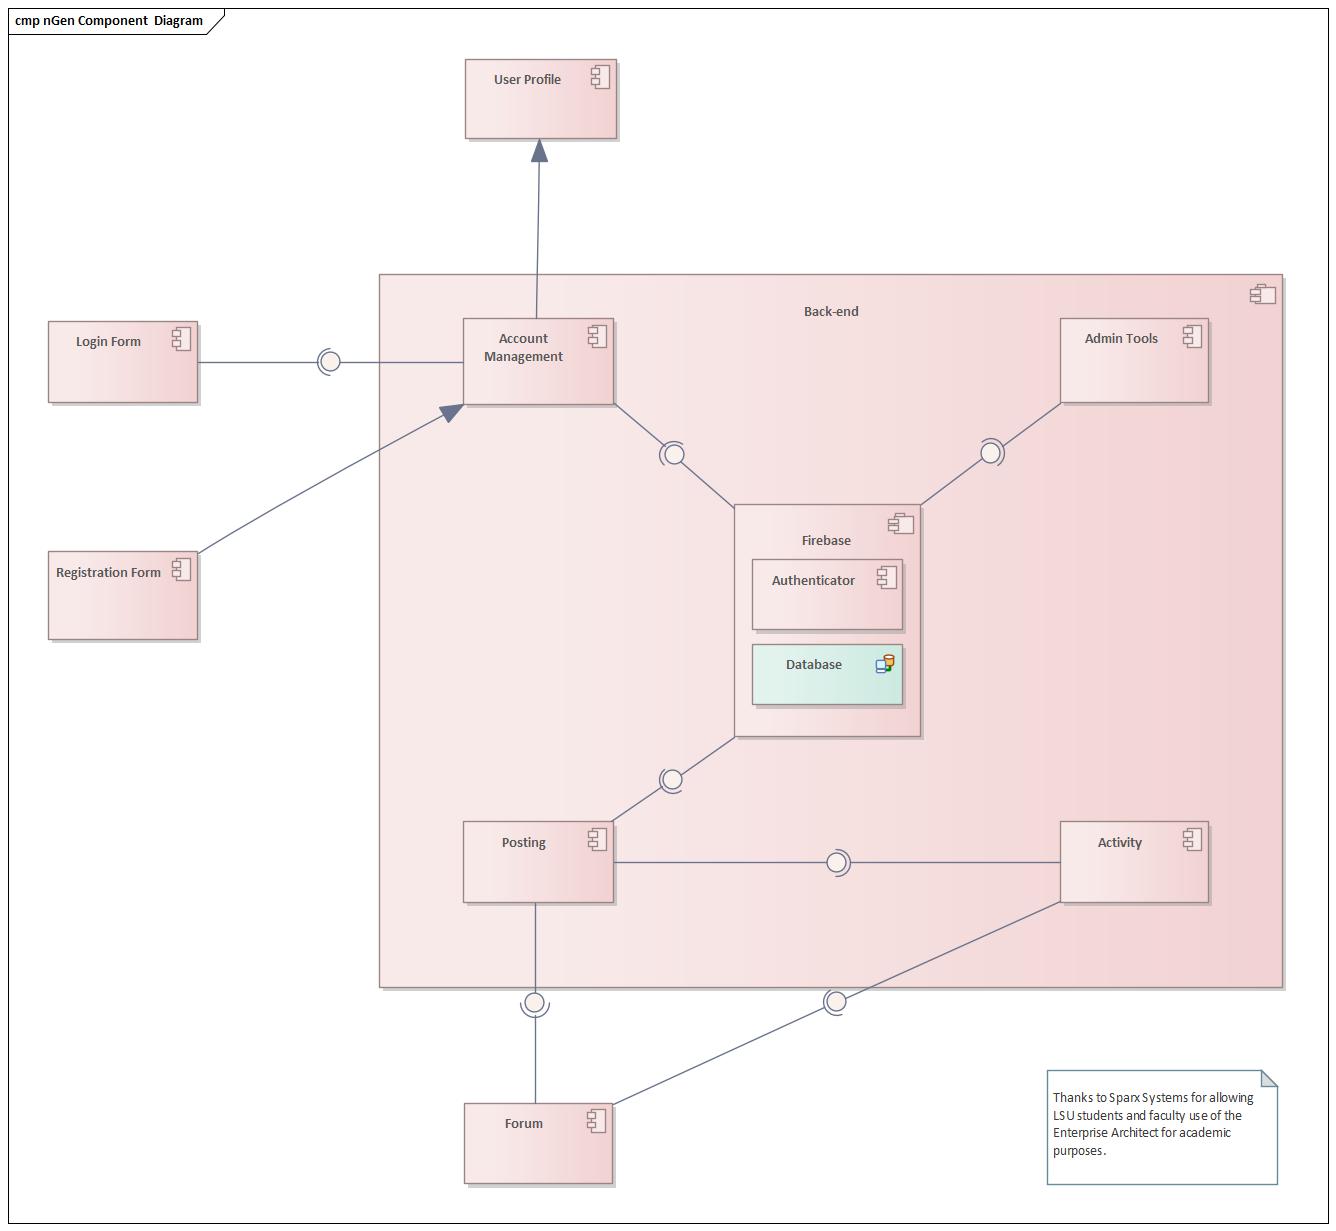 cmp nGen Component  Diagram
User Profile
Back-end
Login Form
Account
Management
Admin Tools
Registration Form
Firebase
Authenticator
Database
Posting
Activity
Forum
Thanks to Sparx Systems for allowing
LSU students and faculty use of the
Enterprise Architect for academic
purposes.